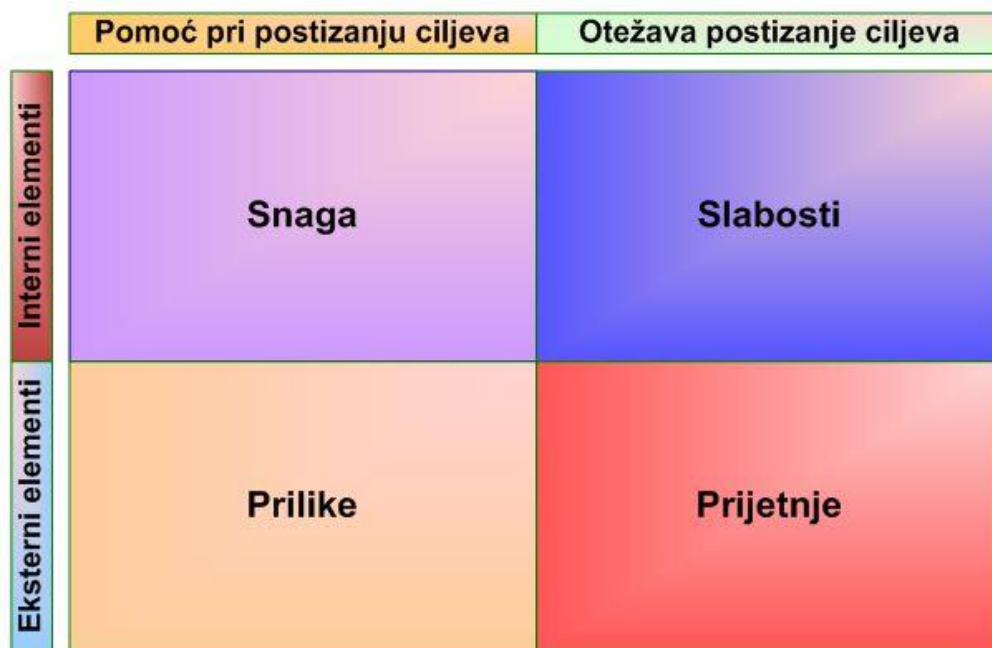 Pomoć pri postizanju ciljeva
Otežava postizanje ciljeva
Interni elementi
Snaga
Slabosti
Eksterni elementi
Prilike
Prijetnje